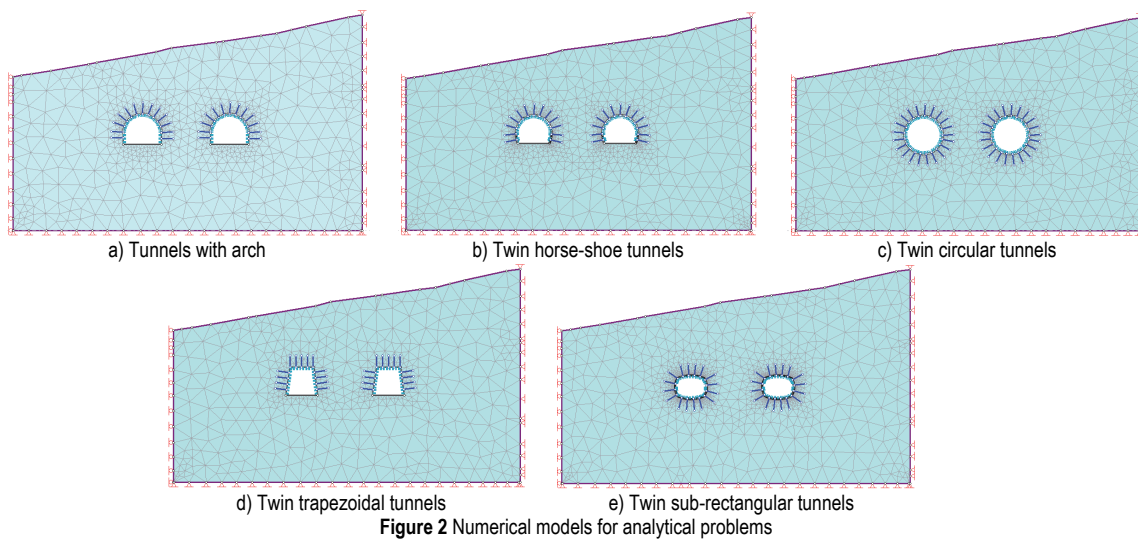 a) Tunnels with arch
b) Twin horse-shoe tunnels
c) Twin circular tunnels
d) Twin trapezoidal tunnels
e) Twin sub-rectangular tunnels
Figure 2 Numerical models for analytical problems